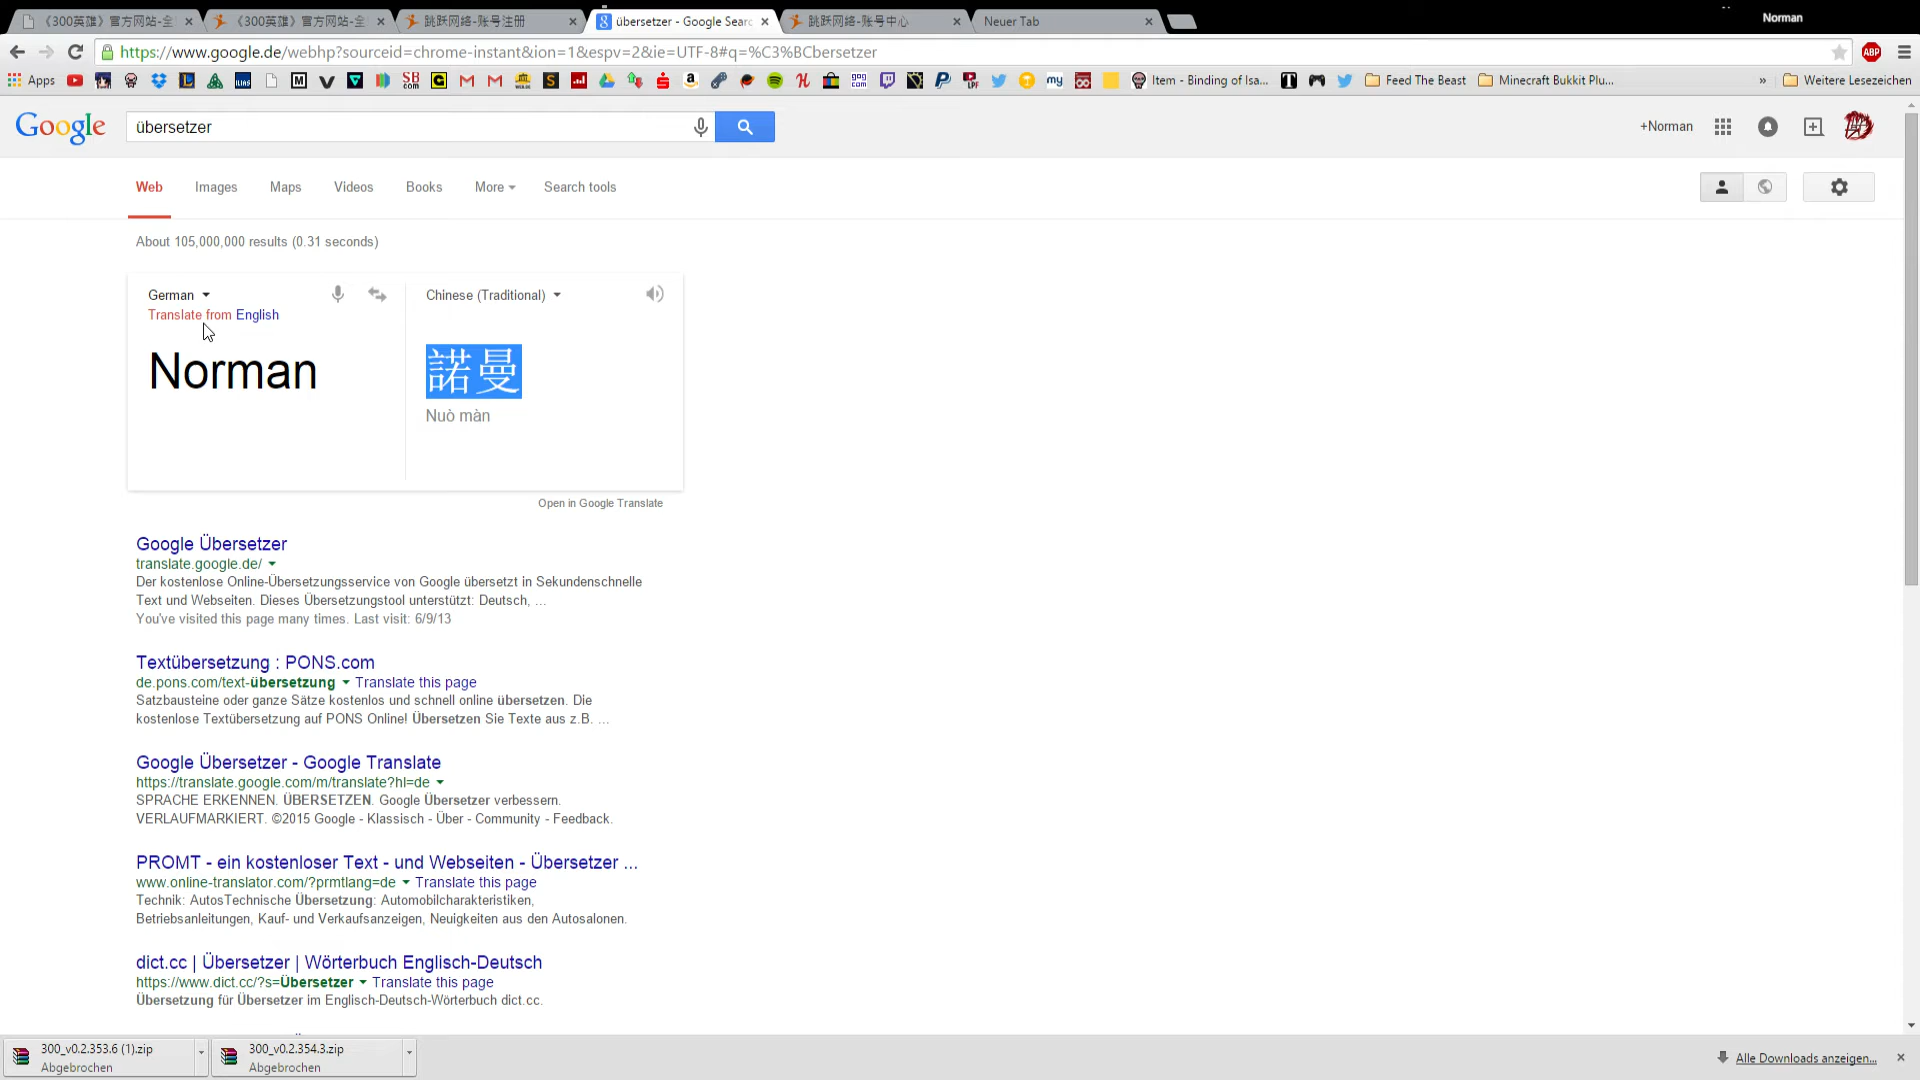 《300英雄》官方网站-全
《300英雄》官方网站-全
跳跃网络-账号注册
übersetzer - Google Searc
跳跃网络-账号中心
Neuer Tab
Norman
https://www.google.de/webhp?sourceid=chrome-instant&ion=1&espv=2&ie=UTF-8#q=%C3%BCbersetzer
ABP
Apps
Item - Binding of Isa...
Feed The Beast
Minecraft Bukkit Plu...
»
Weitere Lesezeichen
Google
übersetzer
+Norman
Web
Images
Maps
Videos
Books
More
Search tools
About 105,000,000 results (0.31 seconds)
German
Chinese (Traditional)
Translate from English
Norman
諾曼
Nuò màn
Open in Google Translate
Google Übersetzer
translate.google.de/
Der kostenlose Online-Übersetzungsservice von Google übersetzt in Sekundenschnelle
Text und Webseiten. Dieses Übersetzungstool unterstützt: Deutsch, ...
You've visited this page many times. Last visit: 6/9/13
Textübersetzung : PONS.com
de.pons.com/text-übersetzung Translate this page
Satzbausteine oder ganze Sätze kostenlos und schnell online übersetzen. Die
kostenlose Textübersetzung auf PONS Online! Übersetzen Sie Texte aus z.B. ...
Google Übersetzer - Google Translate
https://translate.google.com/m/translate?hl=de
SPRACHE ERKENNEN. ÜBERSETZEN. Google Übersetzer verbessern.
VERLAUFMARKIERT. ©2015 Google - Klassisch - Über - Community - Feedback.
PROMT - ein kostenloser Text - und Webseiten - Übersetzer ...
www.online-translator.com/?prmtlang=de Translate this page
Technik: AutosTechnische Übersetzung: Automobilcharakteristiken,
Betriebsanleitungen, Kauf- und Verkaufsanzeigen, Neuigkeiten aus den Autosalonen.
dict.cc | Übersetzer | Wörterbuch Englisch-Deutsch
https://www.dict.cc/?s=Übersetzer Translate this page
Übersetzung für Übersetzer im Englisch-Deutsch-Wörterbuch dict.cc.
300_v0.2.353.6 (1).zip
Abgebrochen
300_v0.2.354.3.zip
Abgebrochen
Alle Downloads anzeigen...